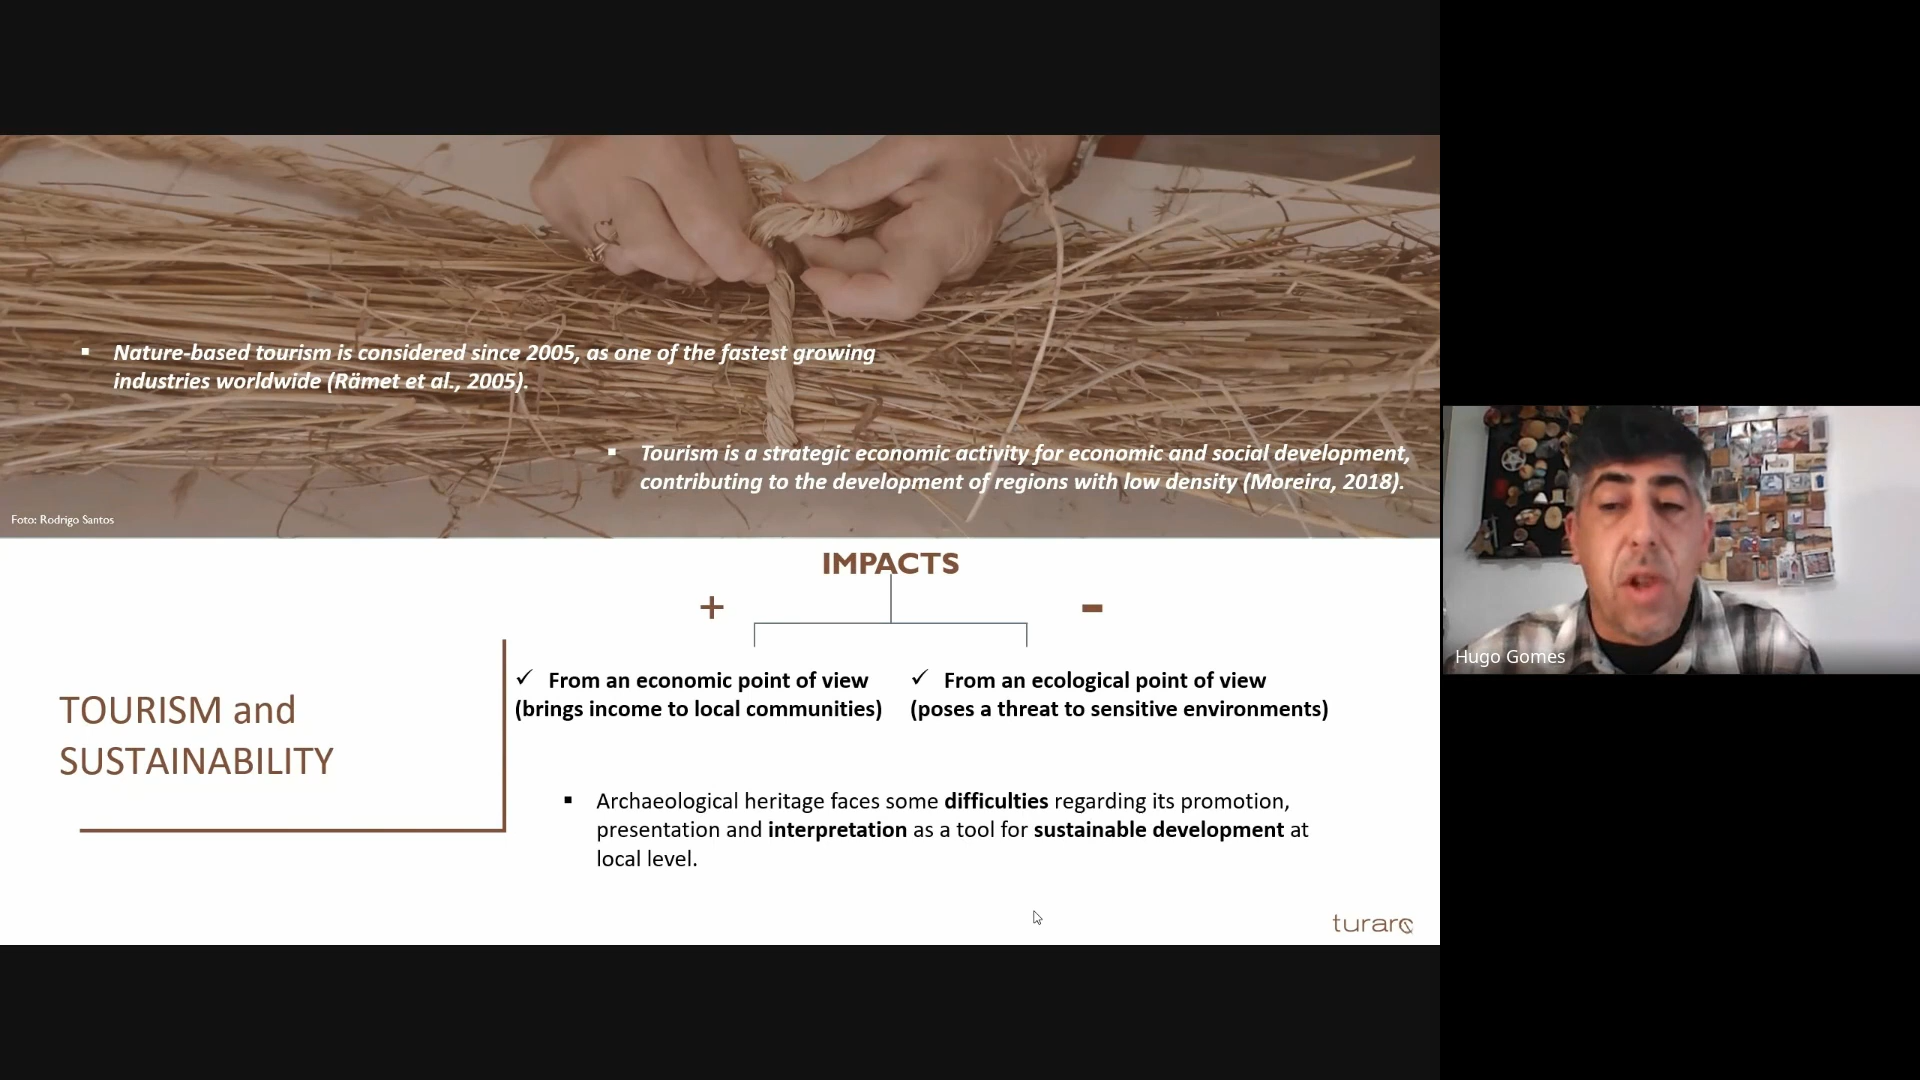 ▪ Nature-based tourism is considered since 2005, as one of the fastest growing
industries worldwide (Rämet et al., 2005).
▪ Tourism is a strategic economic activity for economic and social development,
contributing to the development of regions with low density (Moreira, 2018).
Foto: Rodrigo Santos
IMPACTS
+ -
✓ From an economic point of view
(brings income to local communities)
✓ From an ecological point of view
(poses a threat to sensitive environments)
TOURISM and
SUSTAINABILITY
▪ Archaeological heritage faces some difficulties regarding its promotion,
presentation and interpretation as a tool for sustainable development at
local level.
turarq
Hugo Gomes